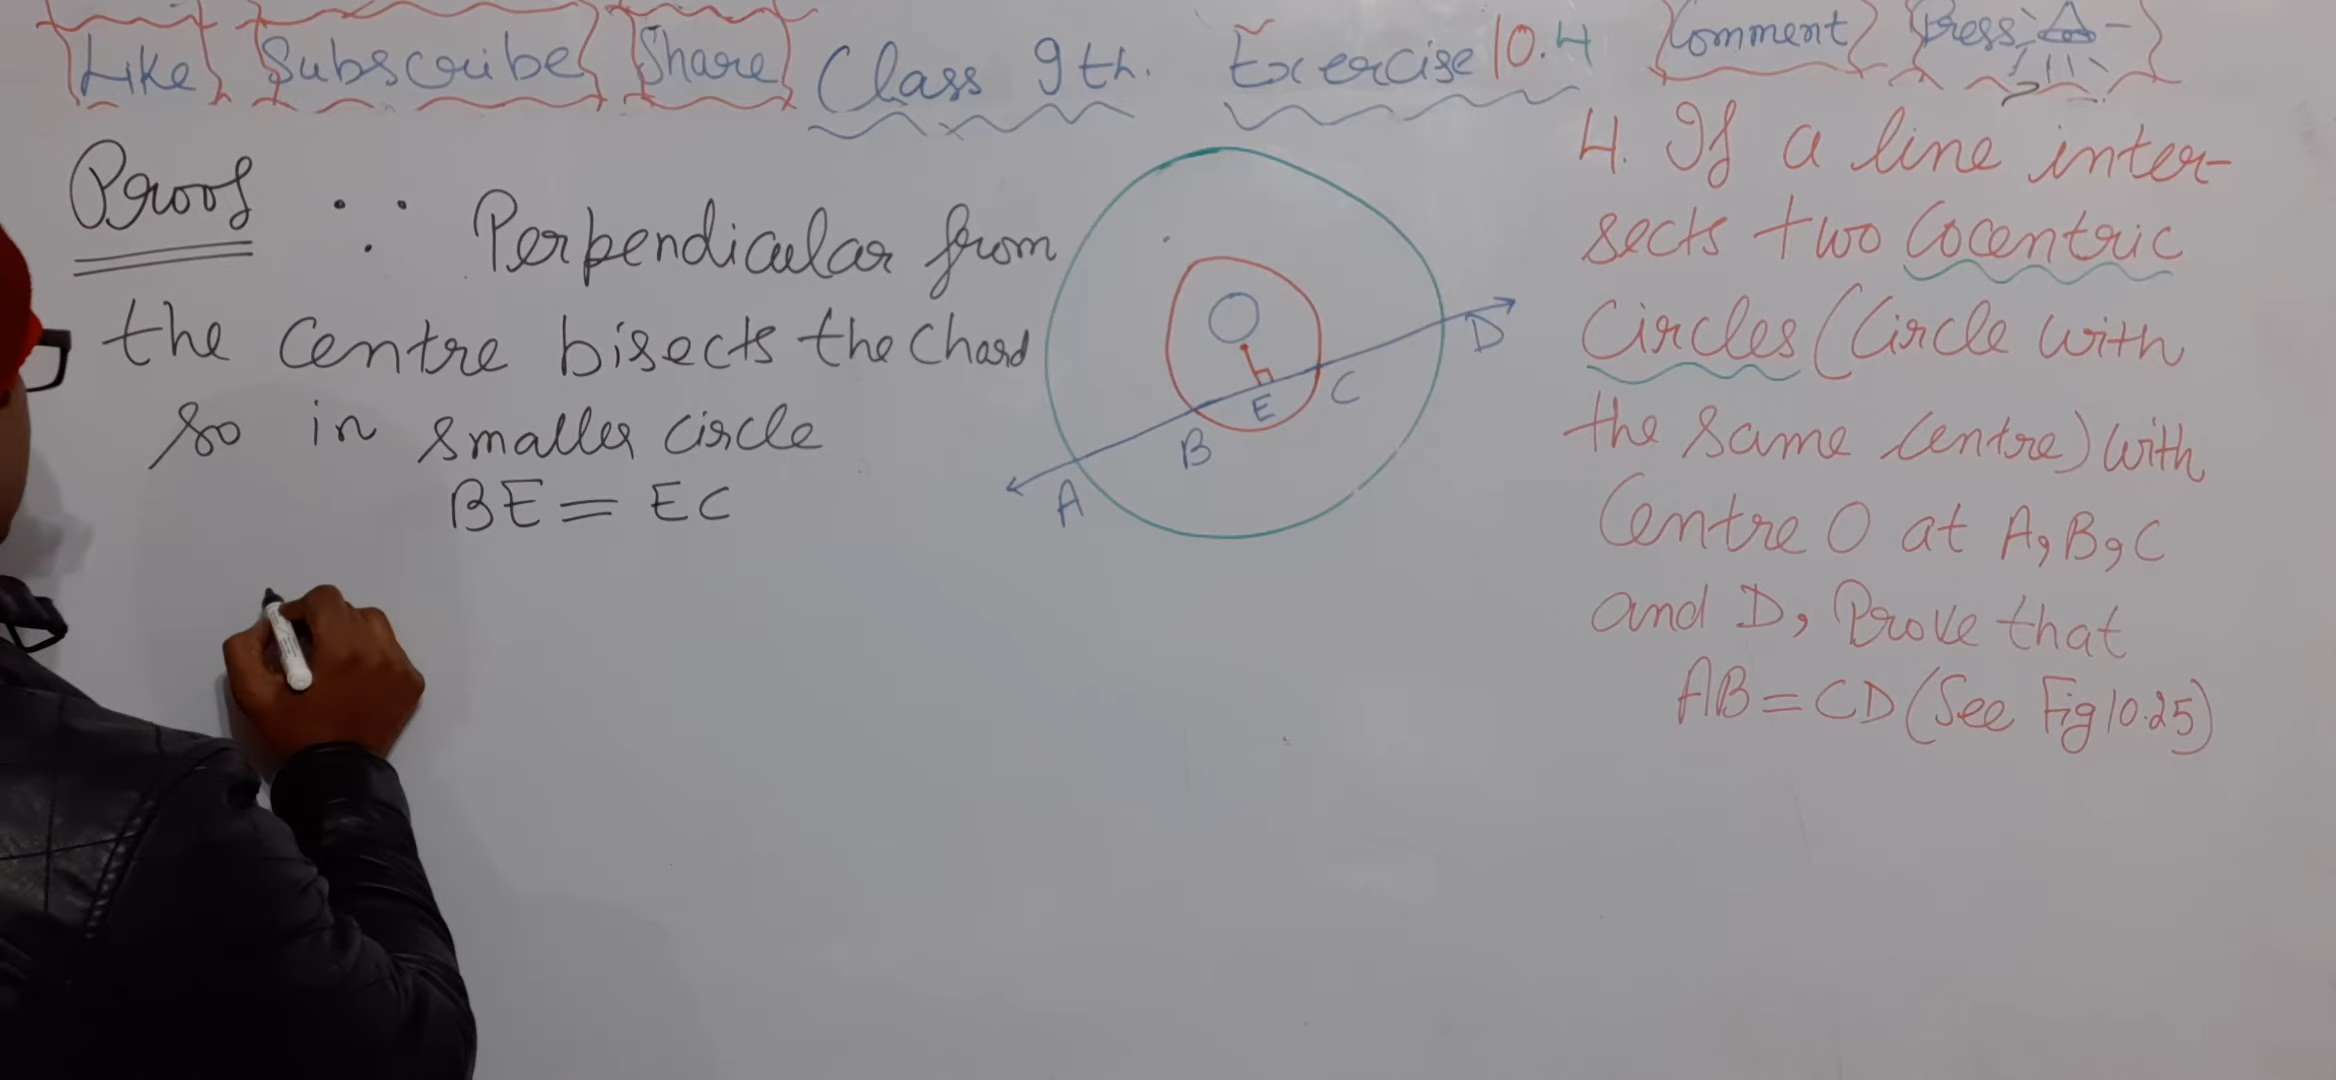 Like Subscribe Share Class 9th. Exercise 10.4 Comment Press
Proof ∵ Perpendicular from
the centre bisects the chord
so in smaller circle
BE = EC
A
B
E
C
D
4. If a line inter-
sects two Cocentric
Circles (Circle with
the same Centre) with
Centre O at A, B, C
and D, Prove that
AB = CD (See Fig 10.25)